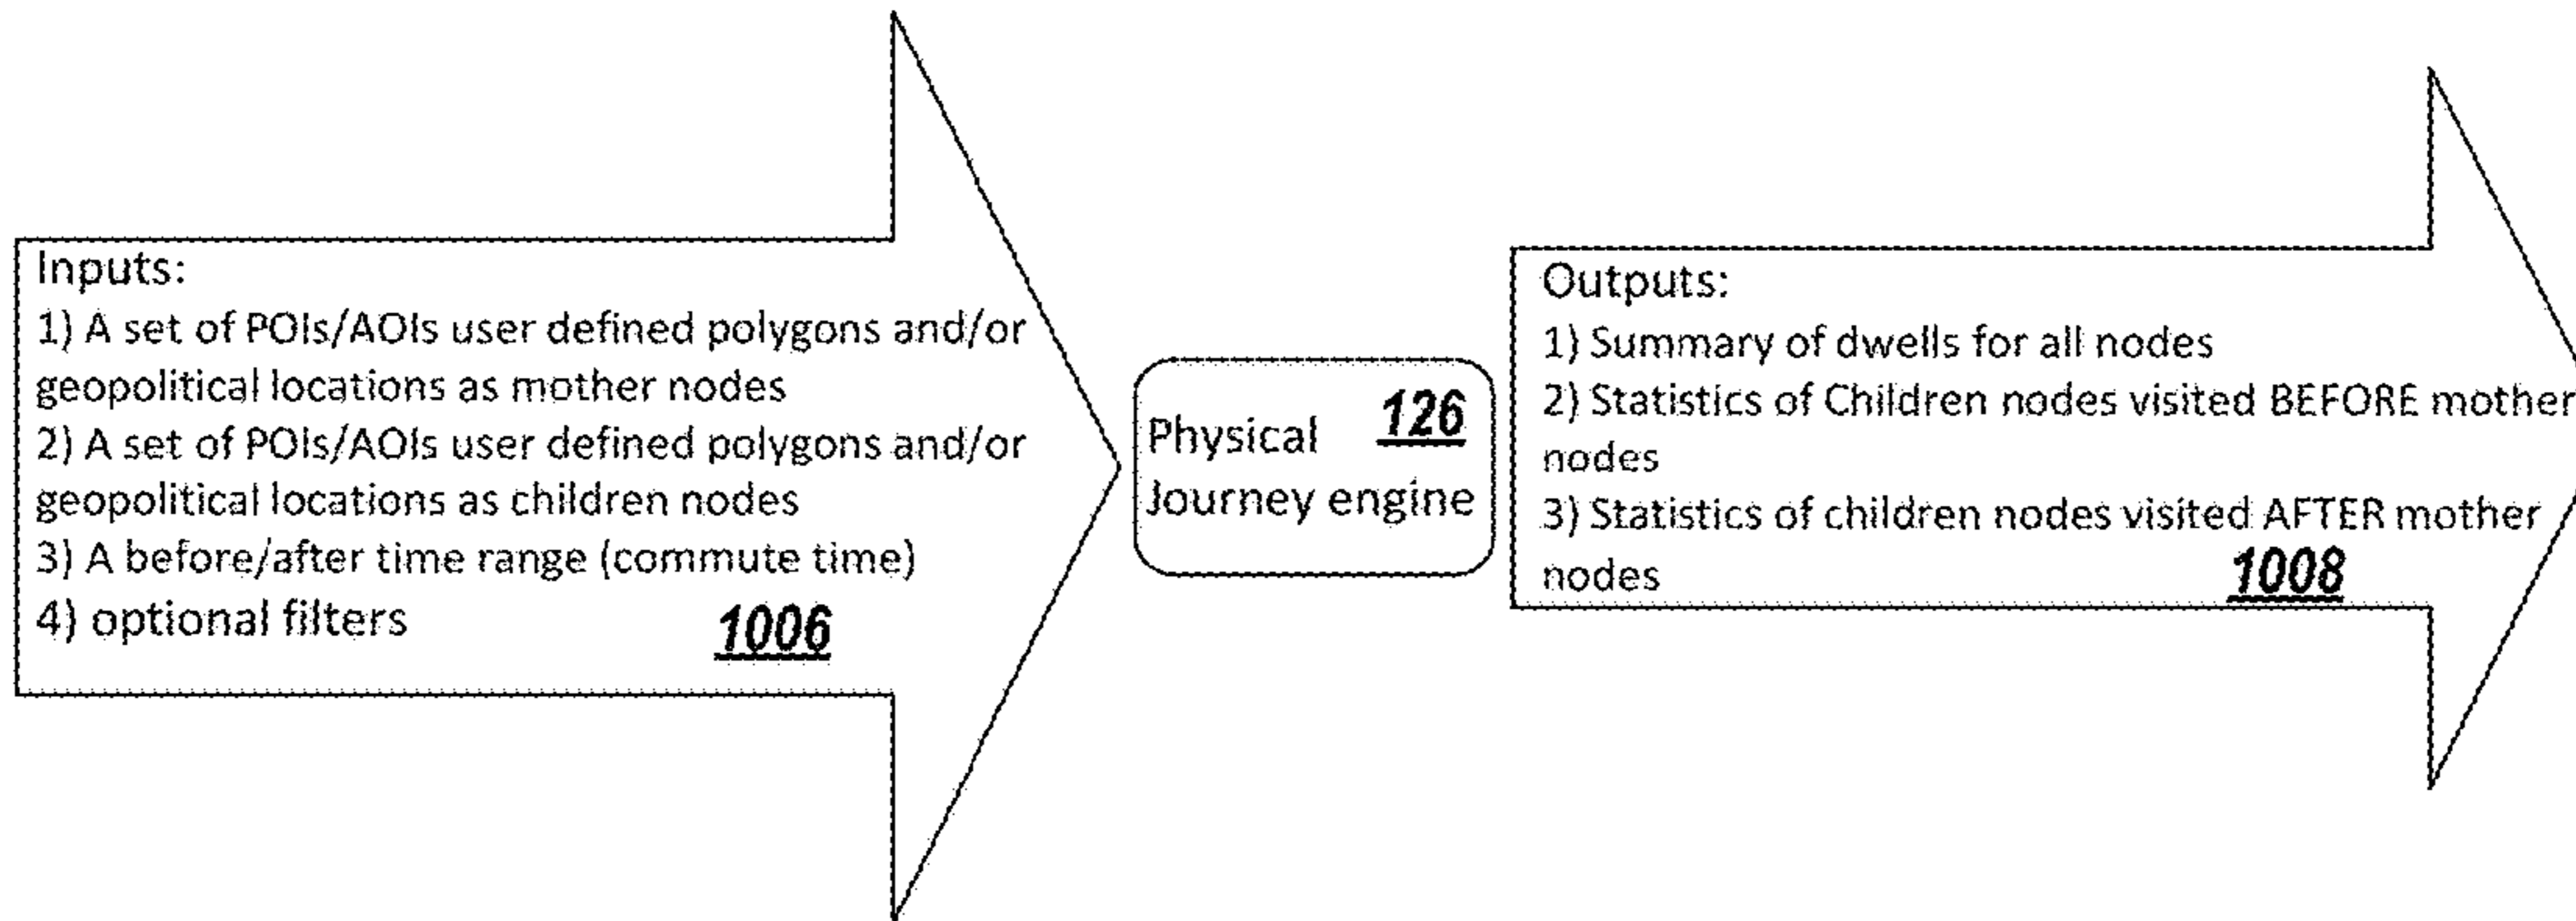 Inputs:
1) A set of POIs/AOIs user defined polygons and/or
geopolitical locations as mother nodes
2) A set of POIs/AOIs user defined polygons and/or
geopolitical locations as children nodes
3) A before/after time range (commute time)
4) optional filters
1006
Physical 126
Journey engine
Outputs:
1) Summary of dwells for all nodes
2) Statistics of Children nodes visited BEFORE mother
nodes
3) Statistics of children nodes visited AFTER mother
nodes
1008